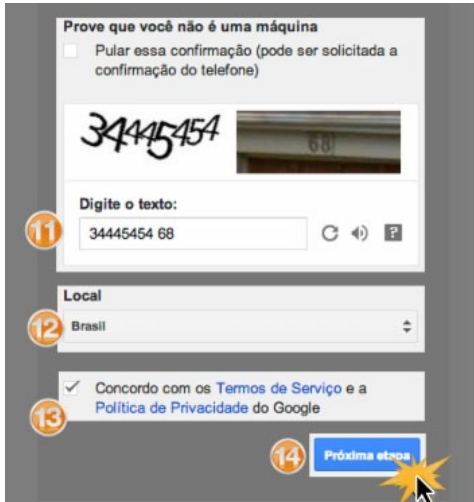 Prove que você não é uma máquina
Pular essa confirmação (pode ser solicitada a
confirmação do telefone)
34445454
68
Digite o texto:
11
34445454 68
?
Local
12
Brasil
Concordo com os Termos de Serviço e a
Política de Privacidade do Google
13
14
Próxima etapa